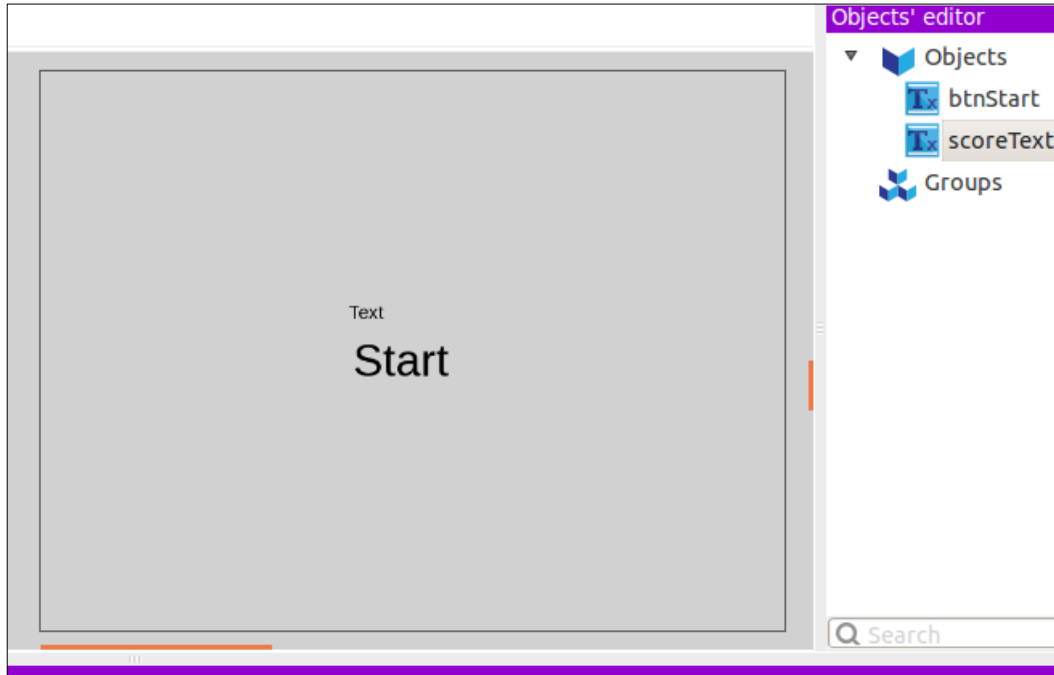 Objects' editor
Objects
btnStart
scoreText
Groups
Text
Start
Search